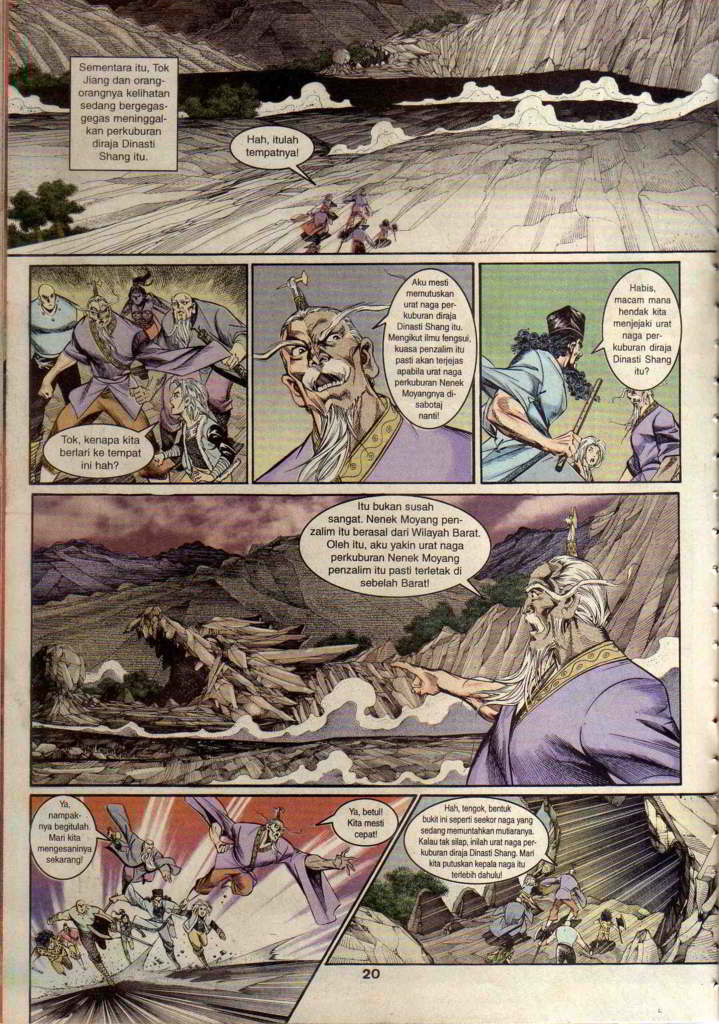 Sementara itu, Tok
Jiang dan orang-
orangnya kelihatan
sedang bergegas-
gegas meninggal-
kan perkuburan
diraja Dinasti
Shang itu.
Hah, itulah
tempatnya!
Tok, kenapa kita
berlari ke tempat
ini hah?
Aku mesti
memutuskan
urat naga per-
kuburan diraja
Dinasti Shang itu.
Mengikut ilmu fengsui,
kuasa penzalim itu
pasti akan terjejas
apabila urat naga
perkuburan Nenek
Moyangnya di-
sabotaj
nanti!
Habis,
macam mana
hendak kita
menjejaki urat
naga per-
kuburan diraja
Dinasti Shang
itu?
Itu bukan susah
sangat. Nenek Moyang pen-
zalim itu berasal dari Wilayah Barat.
Oleh itu, aku yakin urat naga
perkuburan Nenek Moyang
penzalim itu pasti terletak di
sebelah Barat!
Ya,
nampak-
nya begitulah.
Mari kita
mengesaninya
sekarang!
Ya, betul!
Kita mesti
cepat!
Hah, tengok, bentuk
bukit ini seperti seekor naga yang
sedang memuntahkan mutiaranya.
Kalau tak silap, inilah urat naga per-
kuburan diraja Dinasti Shang. Mari
kita putuskan kepala naga itu
terlebih dahulu!
20